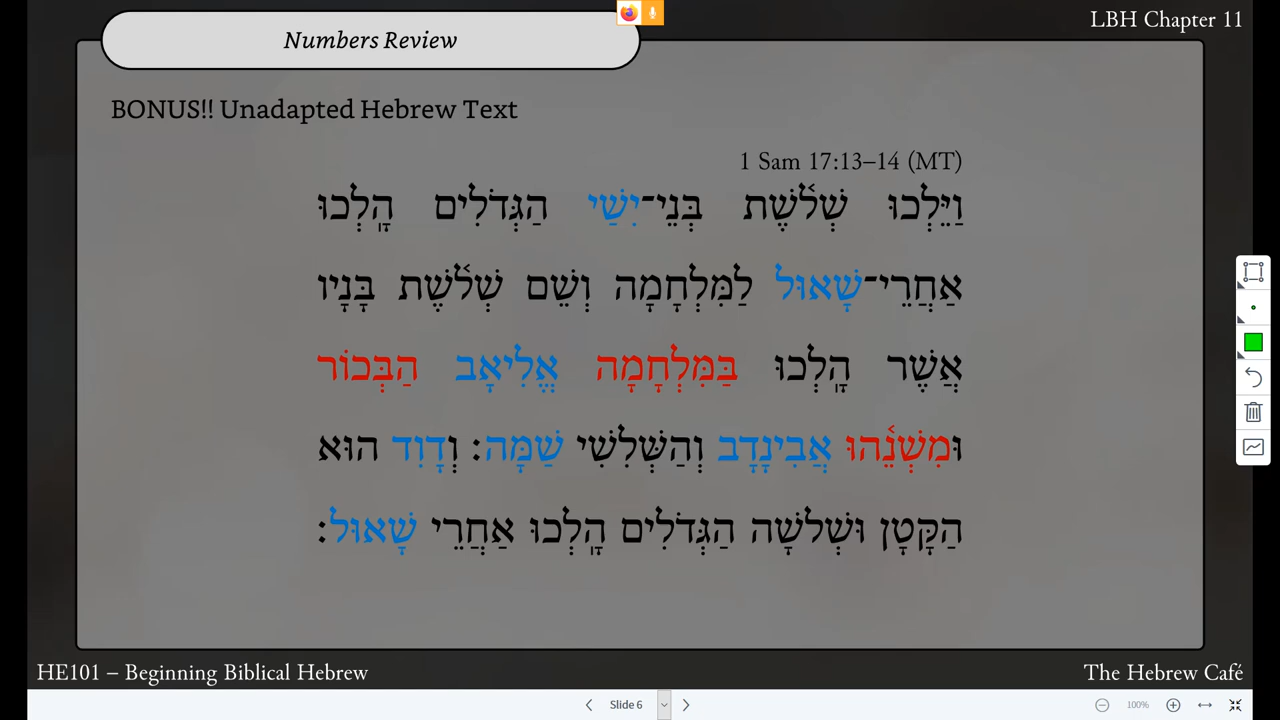 Numbers Review
LBH Chapter 11
BONUS!! Unadapted Hebrew Text
1 Sam 17:13–14 (MT)
וַיֵּלְכוּ שְׁלֹ֫שֶׁת בְּנֵי־יִשַׁי הַגְּדֹלִים הָֽלְכוּ
אַחֲרֵי־שָׁאוּל לַמִּלְחָמָה וְשֵׁם שְׁלֹ֫שֶׁת בָּנָיו
אֲשֶׁר הָֽלְכוּ בַּמִּלְחָמָה אֱלִיאָב הַבְּכוֹר
וּמִשְׁנֵ֫הוּ אֲבִינָדָב וְהַשְּׁלִשִׁי שַׁמָּה׃ וְדָוִד הוּא
הַקָּטָן וּשְׁלֹשָׁה הַגְּדֹלִים הָֽלְכוּ אַחֲרֵי שָׁאוּל׃
HE101 – Beginning Biblical Hebrew
The Hebrew Café
Slide 6
100%